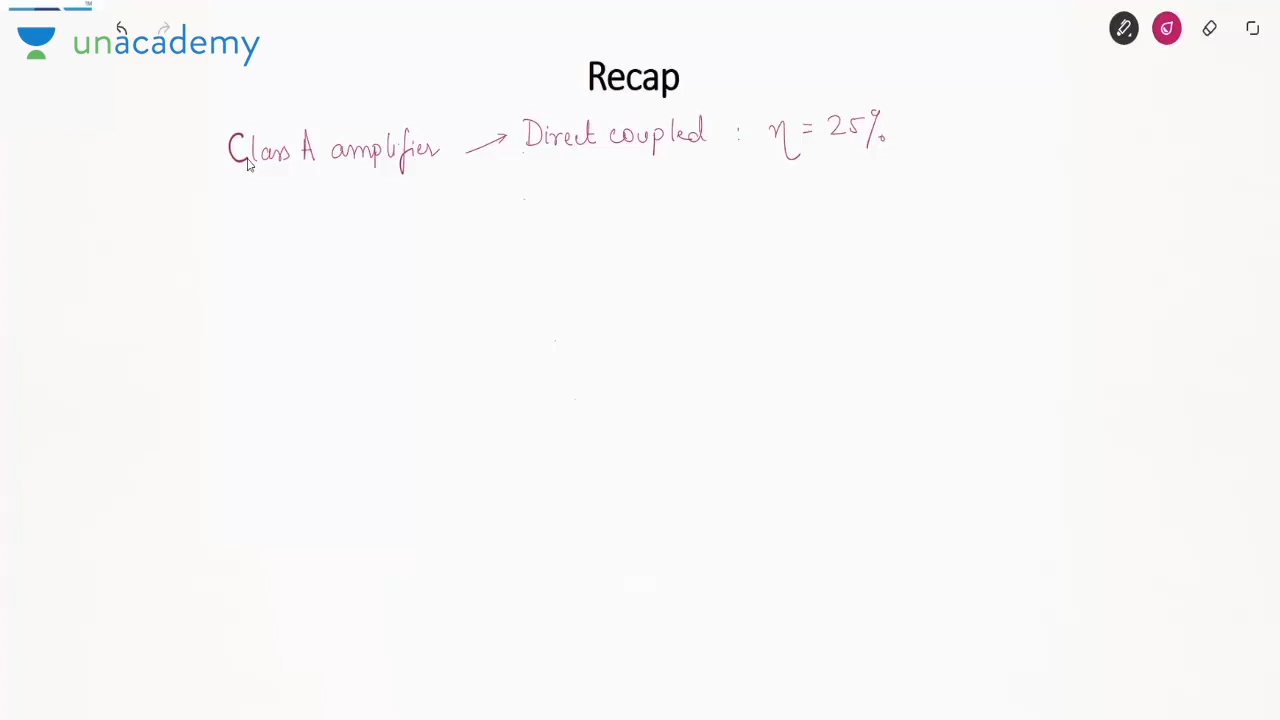 unacademy
Recap
Class A amplifier → Direct coupled : η = 25%